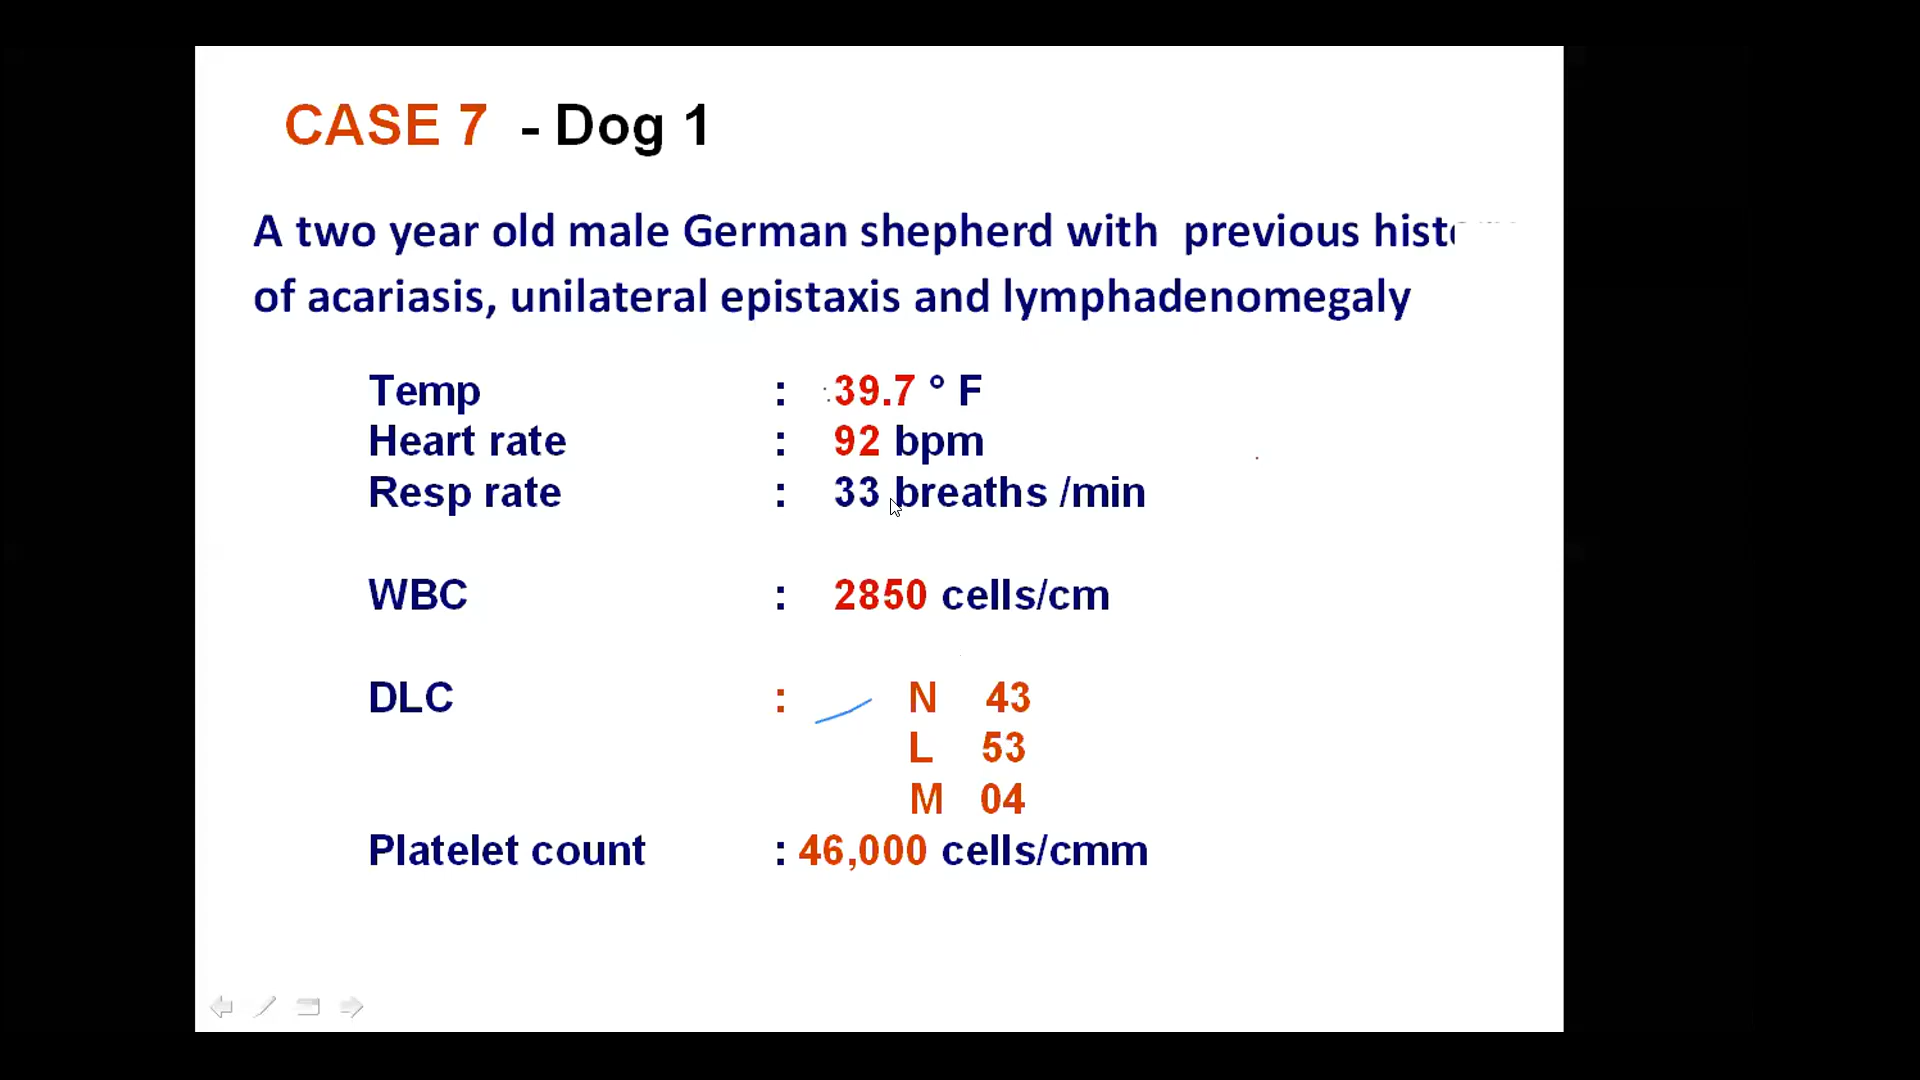 CASE 7 - Dog 1
A two year old male German shepherd with previous
of acariasis, unilateral epistaxis and lymphadenomegaly
Temp : 39.7 ° F
Heart rate : 92 bpm
Resp rate : 33 breaths /min
WBC : 2850 cells/cm
DLC : N 43
L 53
M 04
Platelet count : 46,000 cells/cmm